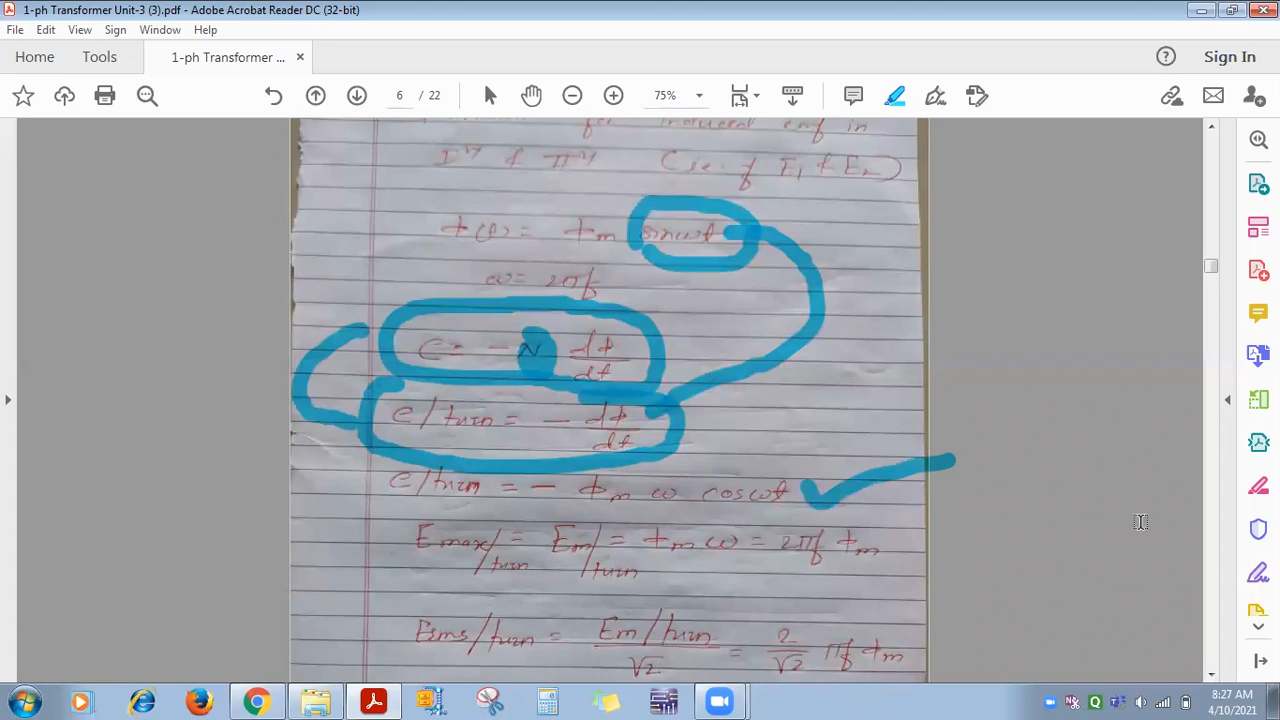 1-ph Transformer Unit-3 (3).pdf - Adobe Acrobat Reader DC (32-bit)
File Edit View Sign Window Help
Home Tools 1-ph Transformer ... × Sign In
6 / 22 75%
induced emf in
Iry & IIry (i.e. of E1 & E2)
ϕ(t) = ϕm sinωt
ω = 2πf
e = - N dϕ/dt
e/turn = - dϕ/dt
e/turn = - ϕm ω cosωt
Emax/turn = Em/turn = ϕm ω = 2πf ϕm
Erms/turn = Em/turn / √2 = 2/√2 πf ϕm
8:27 AM
4/10/2021